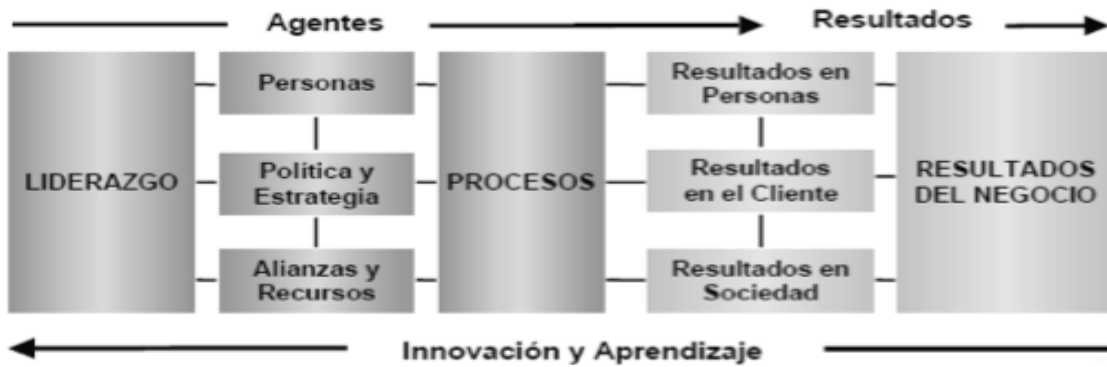 Agentes
Resultados
LIDERAZGO
Personas
Política y
Estrategia
Alianzas y
Recursos
PROCESOS
Resultados en
Personas
Resultados
en el Cliente
Resultados en
Sociedad
RESULTADOS
DEL NEGOCIO
Innovación y Aprendizaje